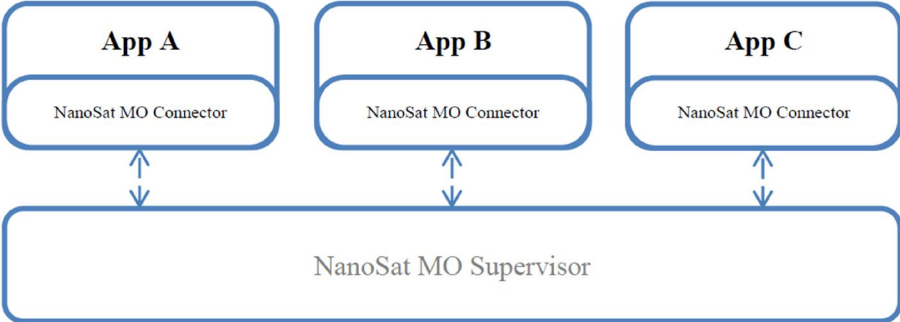 App A
App B
App C
NanoSat MO Connector
NanoSat MO Connector
NanoSat MO Connector
NanoSat MO Supervisor